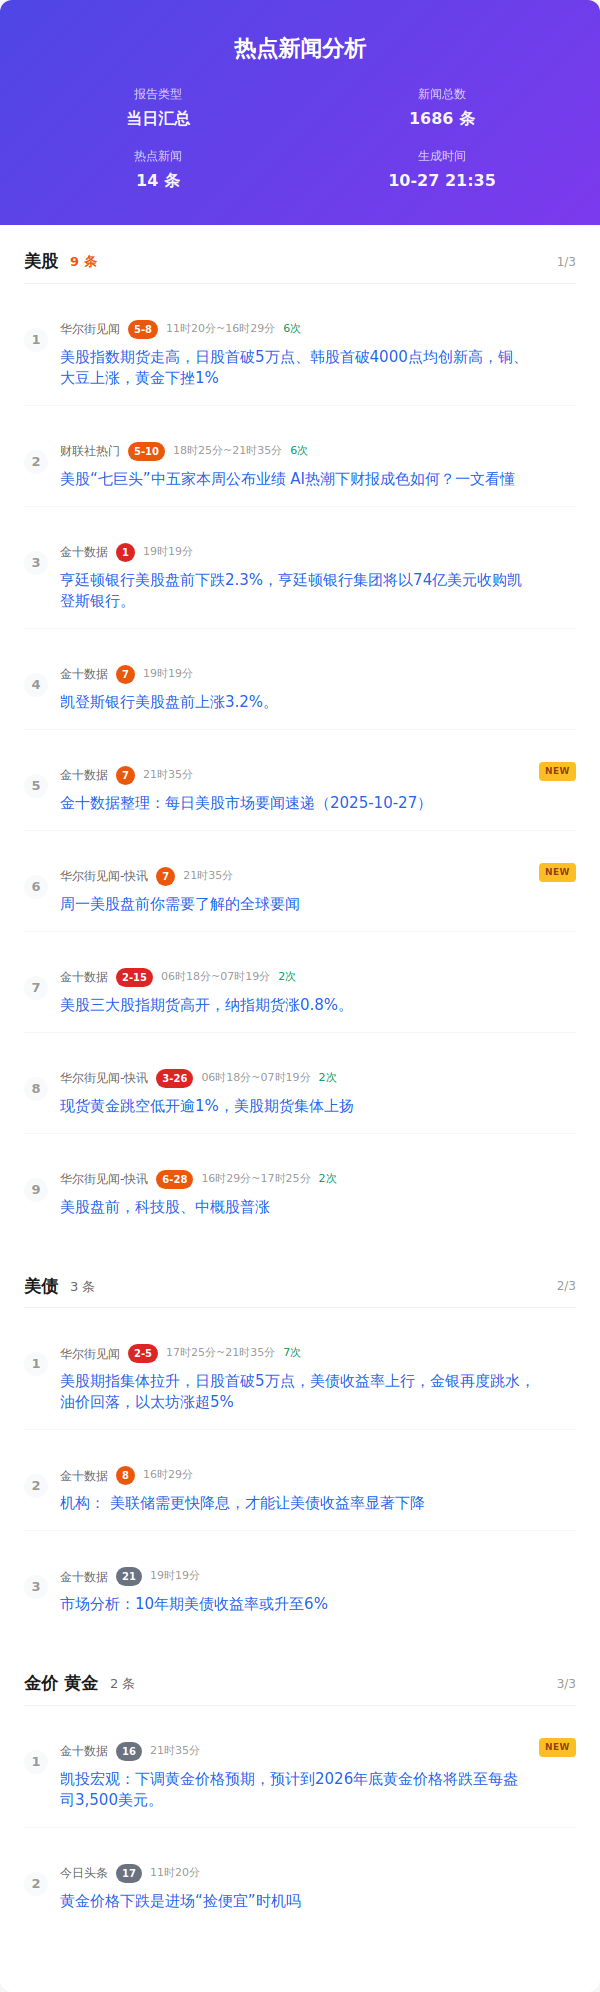 热点新闻分析
报告类型
当日汇总
新闻总数
1686 条
热点新闻
14 条
生成时间
10-27 21:35
美股 9 条 1/3
1 华尔街见闻 5-8 11时20分~16时29分 6次
美股指数期货走高，日股首破5万点、韩股首破4000点均创新高，铜、
大豆上涨，黄金下挫1%
2 财联社热门 5-10 18时25分~21时35分 6次
美股“七巨头”中五家本周公布业绩 AI热潮下财报成色如何？一文看懂
3 金十数据 1 19时19分
亨廷顿银行美股盘前下跌2.3%，亨廷顿银行集团将以74亿美元收购凯
登斯银行。
4 金十数据 7 19时19分
凯登斯银行美股盘前上涨3.2%。
5 金十数据 7 21时35分 NEW
金十数据整理：每日美股市场要闻速递（2025-10-27）
6 华尔街见闻-快讯 7 21时35分 NEW
周一美股盘前你需要了解的全球要闻
7 金十数据 2-15 06时18分~07时19分 2次
美股三大股指期货高开，纳指期货涨0.8%。
8 华尔街见闻-快讯 3-26 06时18分~07时19分 2次
现货黄金跳空低开逾1%，美股期货集体上扬
9 华尔街见闻-快讯 6-28 16时29分~17时25分 2次
美股盘前，科技股、中概股普涨
美债 3 条 2/3
1 华尔街见闻 2-5 17时25分~21时35分 7次
美股期指集体拉升，日股首破5万点，美债收益率上行，金银再度跳水，
油价回落，以太坊涨超5%
2 金十数据 8 16时29分
机构： 美联储需更快降息，才能让美债收益率显著下降
3 金十数据 21 19时19分
市场分析：10年期美债收益率或升至6%
金价 黄金 2 条 3/3
1 金十数据 16 21时35分 NEW
凯投宏观：下调黄金价格预期，预计到2026年底黄金价格将跌至每盎
司3,500美元。
2 今日头条 17 11时20分
黄金价格下跌是进场“捡便宜”时机吗